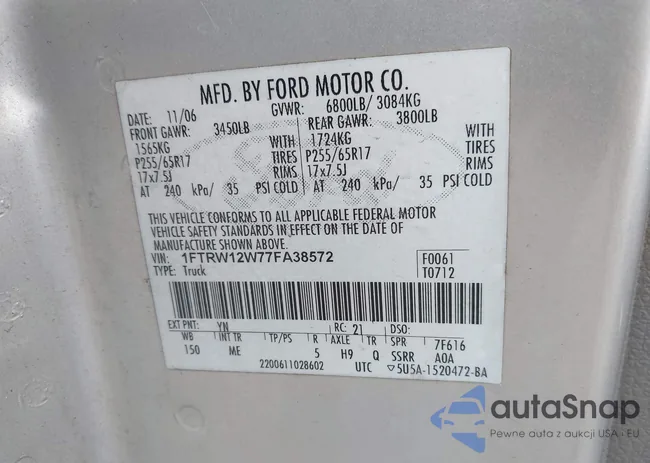 MFD. BY FORD MOTOR CO.
DATE: 11/06 GVWR: 6800LB/ 3084KG
FRONT GAWR: 3450LB REAR GAWR: 3800LB
1565KG WITH 1724KG WITH
P255/65R17 TIRES P255/65R17 TIRES
17x7.5J RIMS 17x7.5J RIMS
AT 240 kPa/ 35 PSI COLD AT 240 kPa/ 35 PSI COLD
THIS VEHICLE CONFORMS TO ALL APPLICABLE FEDERAL MOTOR
VEHICLE SAFETY STANDARDS IN EFFECT ON THE DATE OF
MANUFACTURE SHOWN ABOVE.
VIN: 1FTRW12W77FA38572 F0061
TYPE: Truck T0712
EXT PNT: YN RC: 21 DSO:
WB INT TR TP/PS R AXLE TR SPR 7F616
150 ME 5 H9 Q SSRR A0A
2200611028602 UTC ▽5U5A-1520472-BA
autaSnap
Pewne auta z aukcji USA - EU